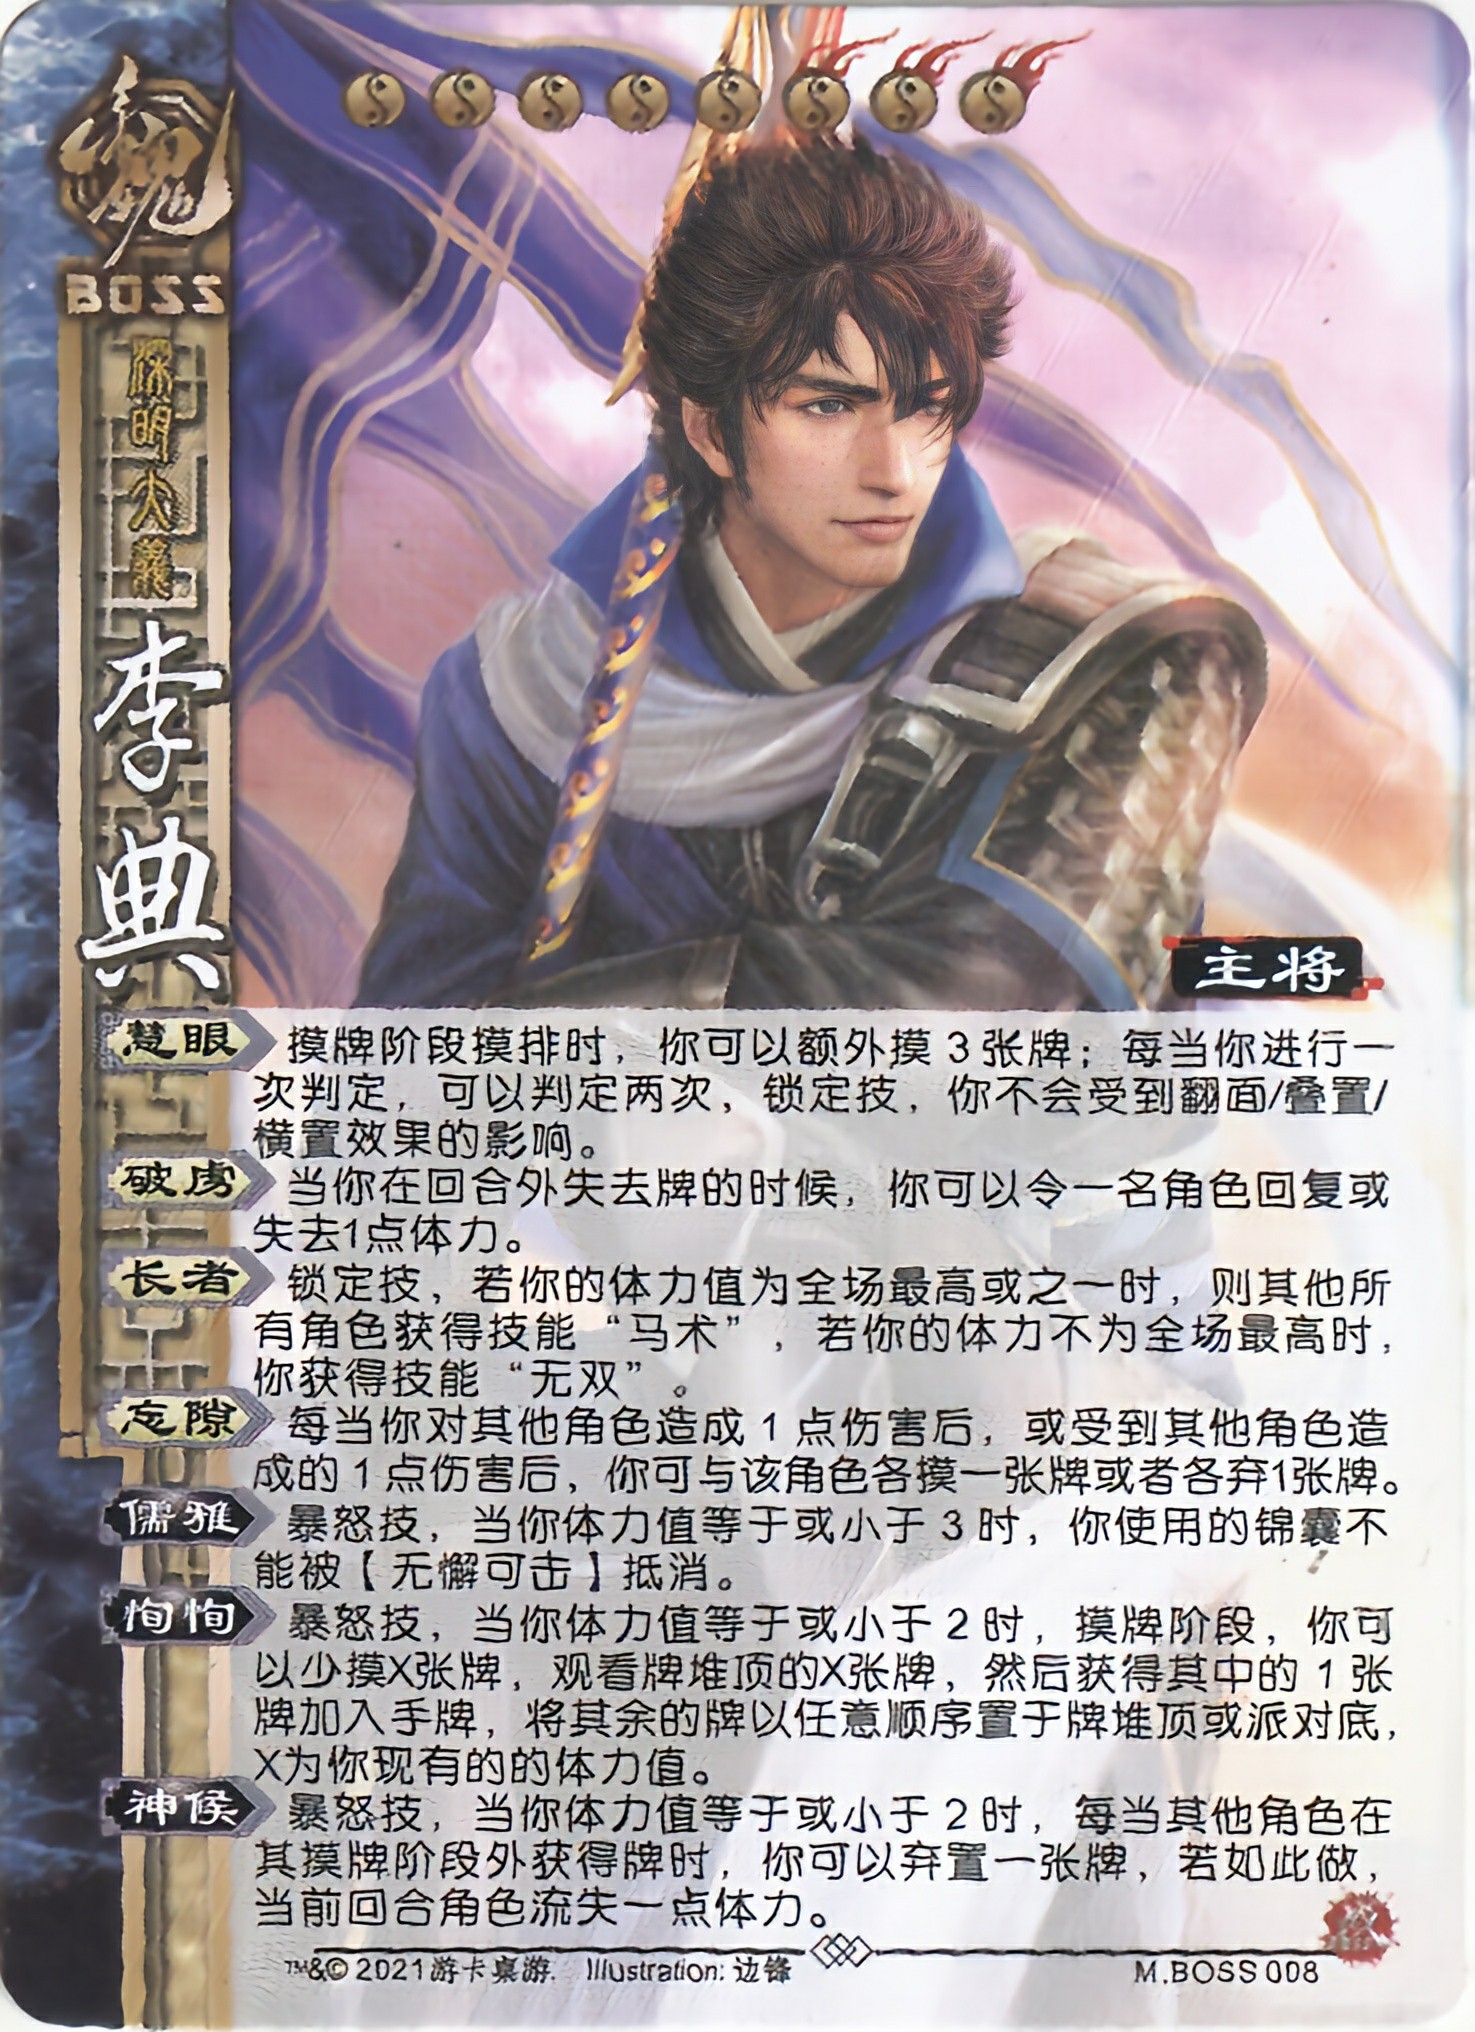 魏
BOSS
深明大義
李典
主将
慧眼 摸牌阶段摸排时，你可以额外摸 3 张牌；每当你进行一
次判定，可以判定两次，锁定技，你不会受到翻面/叠置/
横置效果的影响。
破虏 当你在回合外失去牌的时候，你可以令一名角色回复或
失去1点体力。
长者 锁定技，若你的体力值为全场最高或之一时，则其他所
有角色获得技能“马术”，若你的体力不为全场最高时，
你获得技能“无双”。
忘隙 每当你对其他角色造成 1 点伤害后，或受到其他角色造
成的 1 点伤害后，你可与该角色各摸一张牌或者各弃1张牌。
儒雅 暴怒技，当你体力值等于或小于 3 时，你使用的锦囊不
能被【无懈可击】抵消。
恂恂 暴怒技，当你体力值等于或小于 2 时，摸牌阶段，你可
以少摸X张牌，观看牌堆顶的X张牌，然后获得其中的 1 张
牌加入手牌，将其余的牌以任意顺序置于牌堆顶或派对底，
X为你现有的的体力值。
神候 暴怒技，当你体力值等于或小于 2 时，每当其他角色在
其摸牌阶段外获得牌时，你可以弃置一张牌，若如此做，
当前回合角色流失一点体力。
™&© 2021游卡桌游. Illustration: 边锋
M.BOSS 008